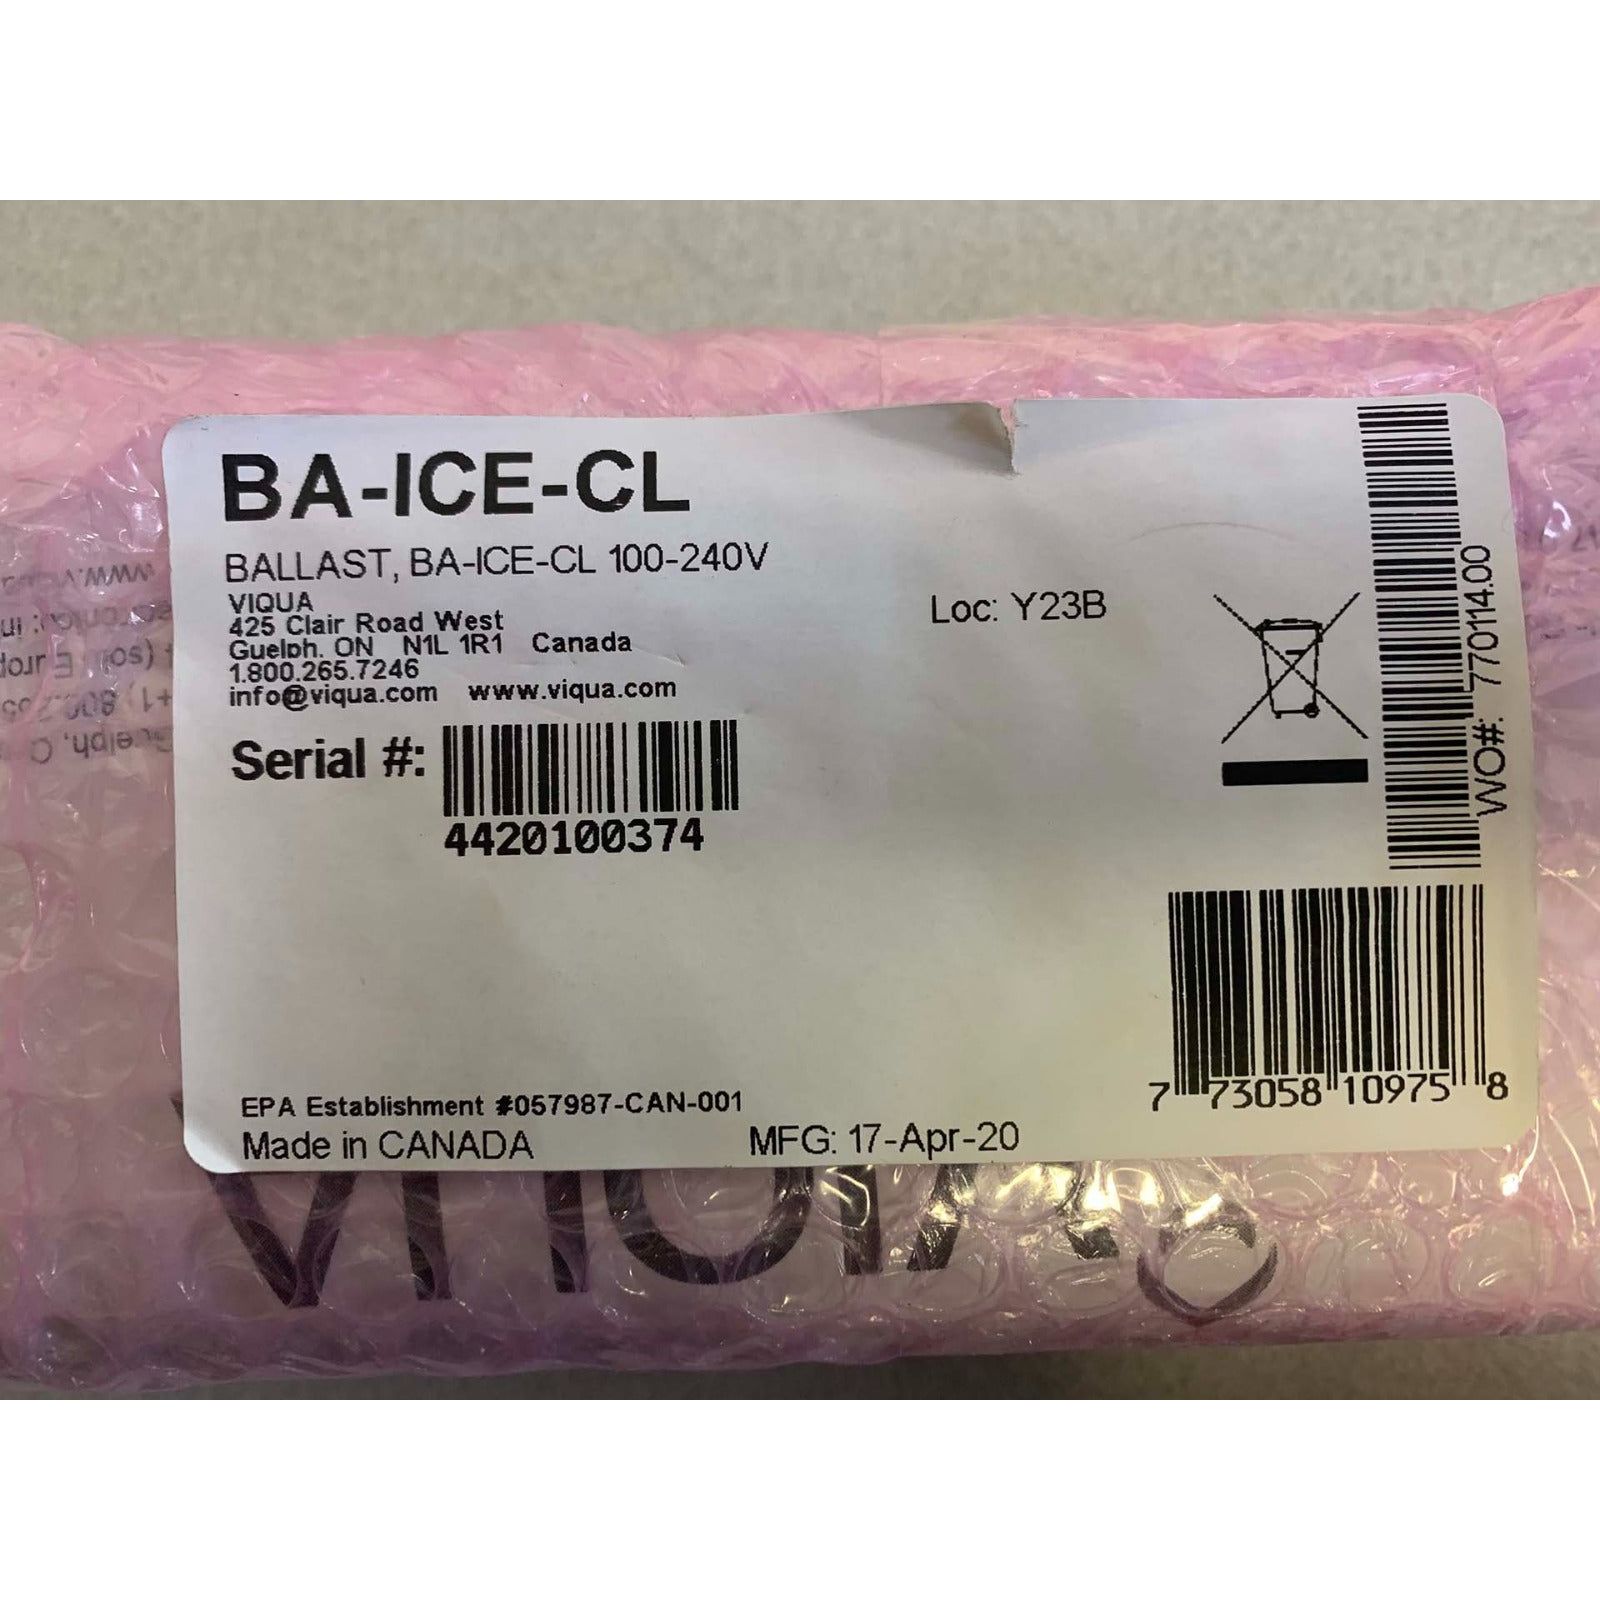 BA-ICE-CL
BALLAST, BA-ICE-CL 100-240V
VIQUA
425 Clair Road West
Guelph. ON N1L 1R1 Canada
1.800.265.7246
info@viqua.com www.viqua.com
Loc: Y23B
Serial #:
4420100374
WO#: 770114.00
7 73058 10975 8
EPA Establishment #057987-CAN-001
Made in CANADA
MFG: 17-Apr-20
VIQUA